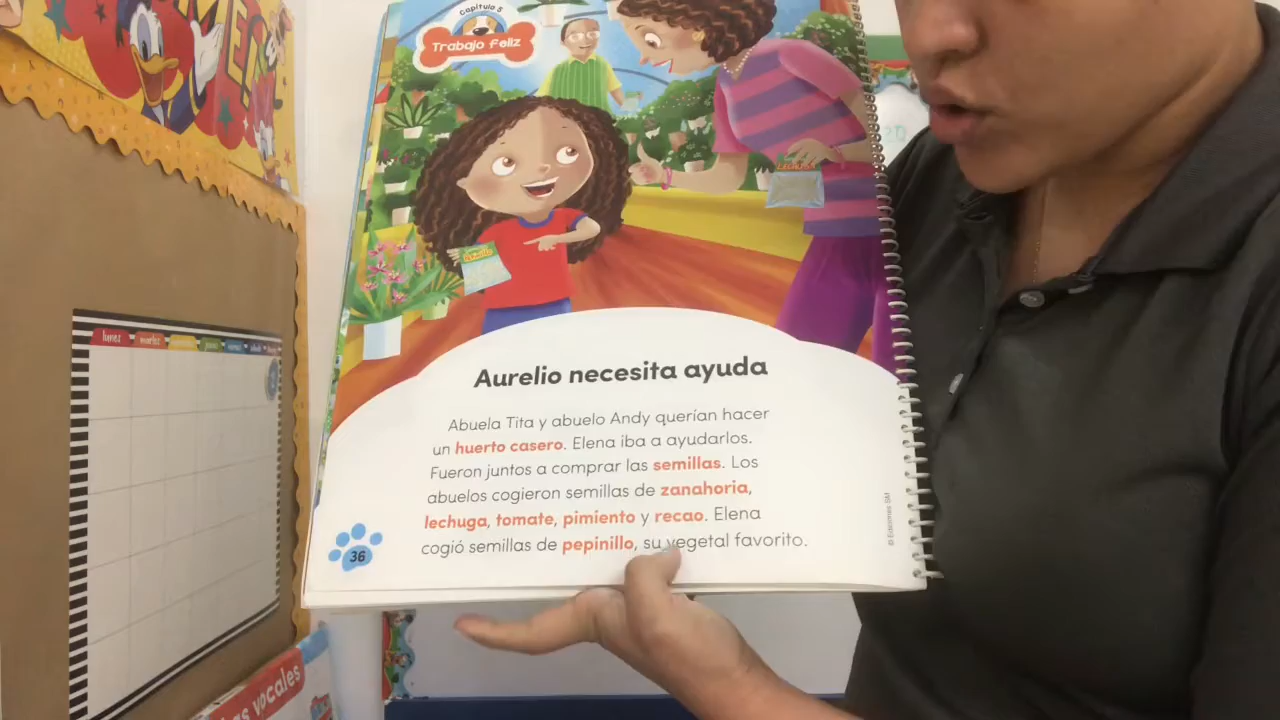 Capítulo 5
Trabajo Feliz
LECHUGA
Aurelio necesita ayuda
Abuela Tita y abuelo Andy querían hacer
un huerto casero. Elena iba a ayudarlos.
Fueron juntos a comprar las semillas. Los
abuelos cogieron semillas de zanahoria,
lechuga, tomate, pimiento y recao. Elena
cogió semillas de pepinillo, su vegetal favorito.
36
© Ediciones SM
lunes
martes
as vocales